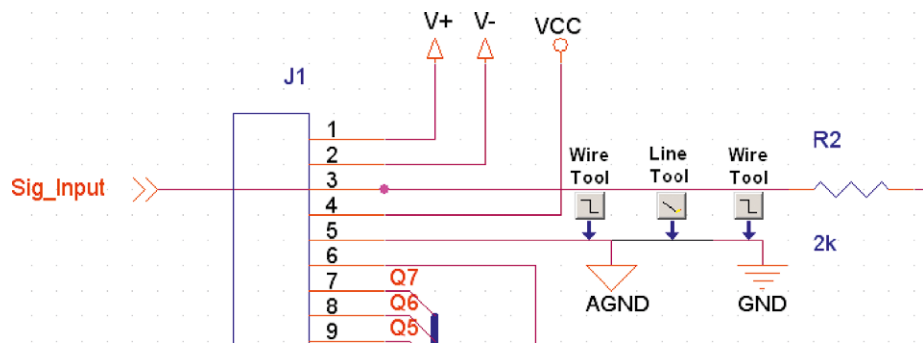 V+ V- VCC
J1
R2
1
2
Wire Tool
Line Tool
Wire Tool
Sig_Input
3
4
2k
5
6
AGND
GND
7 Q7
8 Q6
9 Q5